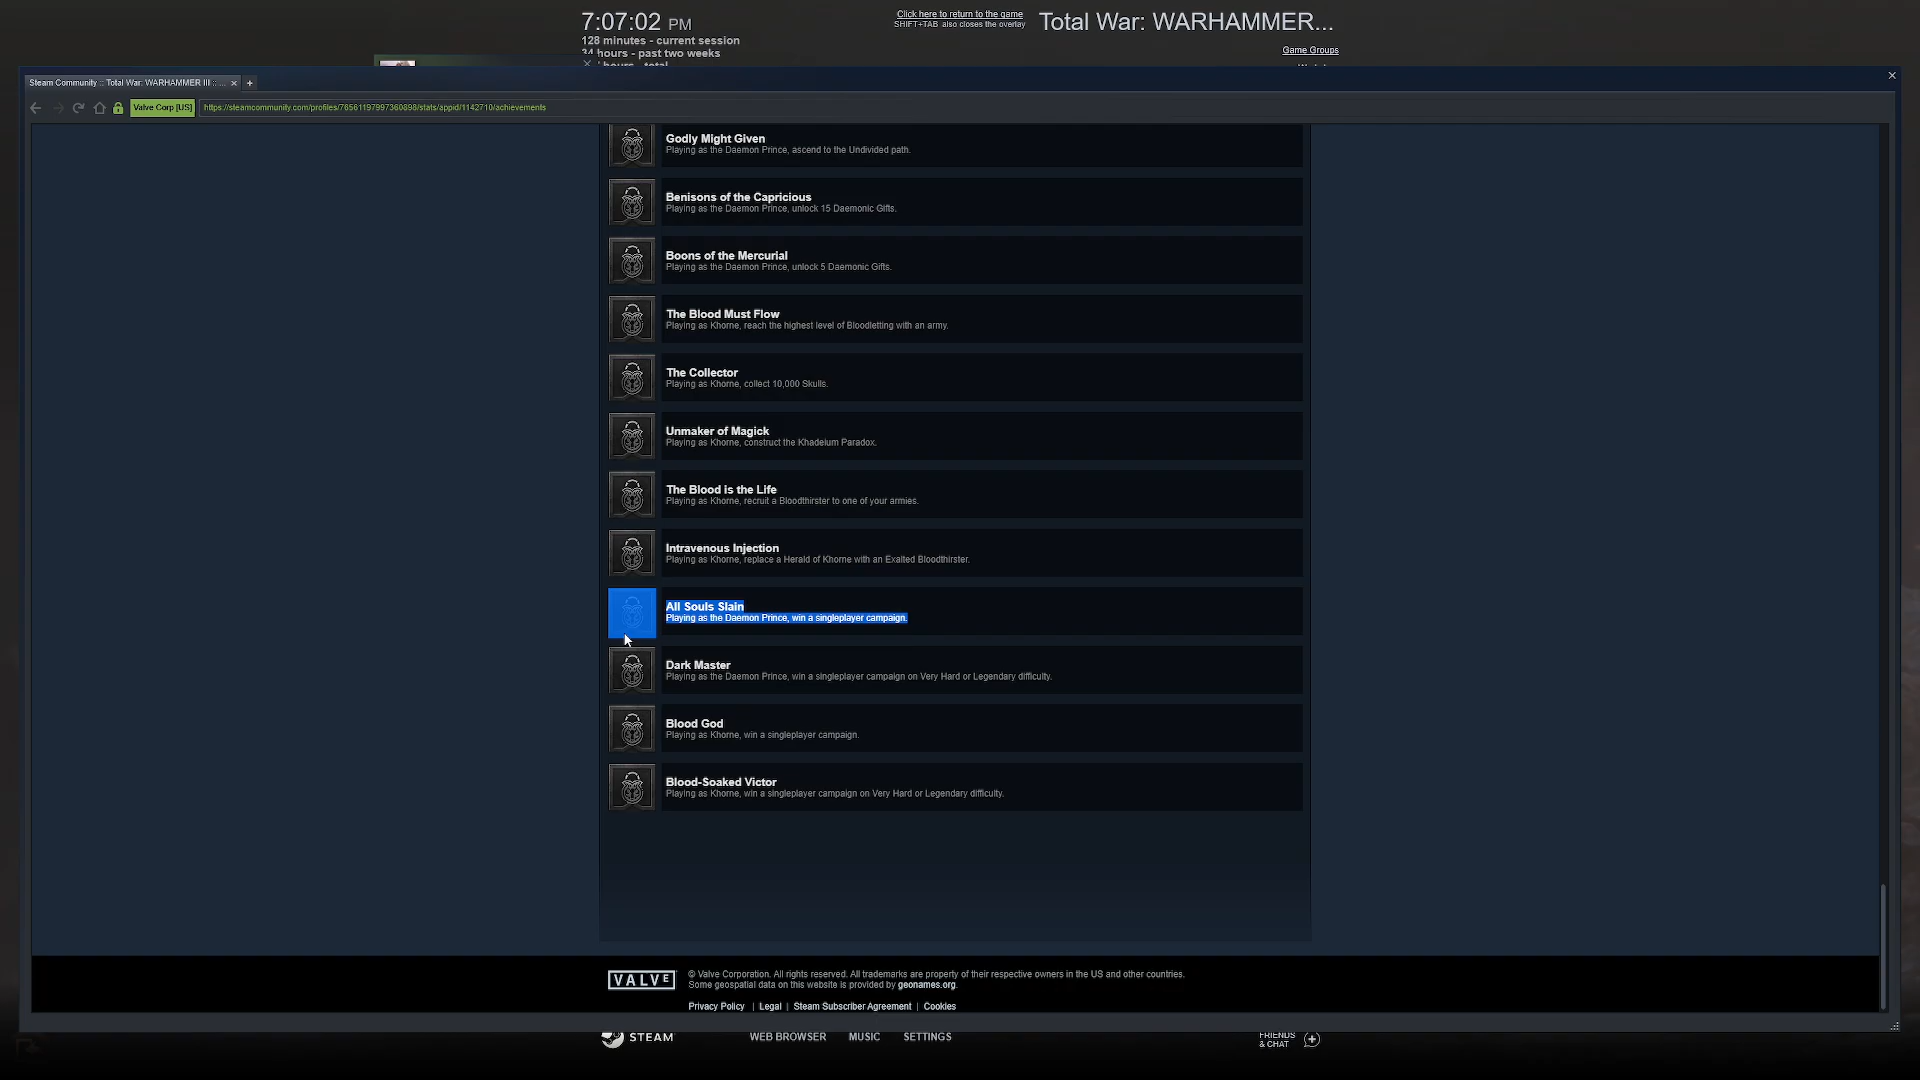 7:07:02 PM
128 minutes - current session
34 hours - past two weeks
hours - total
Click here to return to the game
SHIFT+TAB also closes the overlay
Total War: WARHAMMER...
Game Groups
Steam Community :: Total War: WARHAMMER III :: ...
Valve Corp [US]
https://steamcommunity.com/profiles/76561197997360898/stats/appid/1142710/achievements
Godly Might Given
Playing as the Daemon Prince, ascend to the Undivided path.
Benisons of the Capricious
Playing as the Daemon Prince, unlock 15 Daemonic Gifts.
Boons of the Mercurial
Playing as the Daemon Prince, unlock 5 Daemonic Gifts.
The Blood Must Flow
Playing as Khorne, reach the highest level of Bloodletting with an army.
The Collector
Playing as Khorne, collect 10,000 Skulls.
Unmaker of Magick
Playing as Khorne, construct the Khadeium Paradox.
The Blood is the Life
Playing as Khorne, recruit a Bloodthirster to one of your armies.
Intravenous Injection
Playing as Khorne, replace a Herald of Khorne with an Exalted Bloodthirster.
All Souls Slain
Playing as the Daemon Prince, win a singleplayer campaign.
Dark Master
Playing as the Daemon Prince, win a singleplayer campaign on Very Hard or Legendary difficulty.
Blood God
Playing as Khorne, win a singleplayer campaign.
Blood-Soaked Victor
Playing as Khorne, win a singleplayer campaign on Very Hard or Legendary difficulty.
VALVE
© Valve Corporation. All rights reserved. All trademarks are property of their respective owners in the US and other countries.
Some geospatial data on this website is provided by geonames.org.
Privacy Policy | Legal | Steam Subscriber Agreement | Cookies
STEAM
WEB BROWSER
MUSIC
SETTINGS
FRIENDS
& CHAT